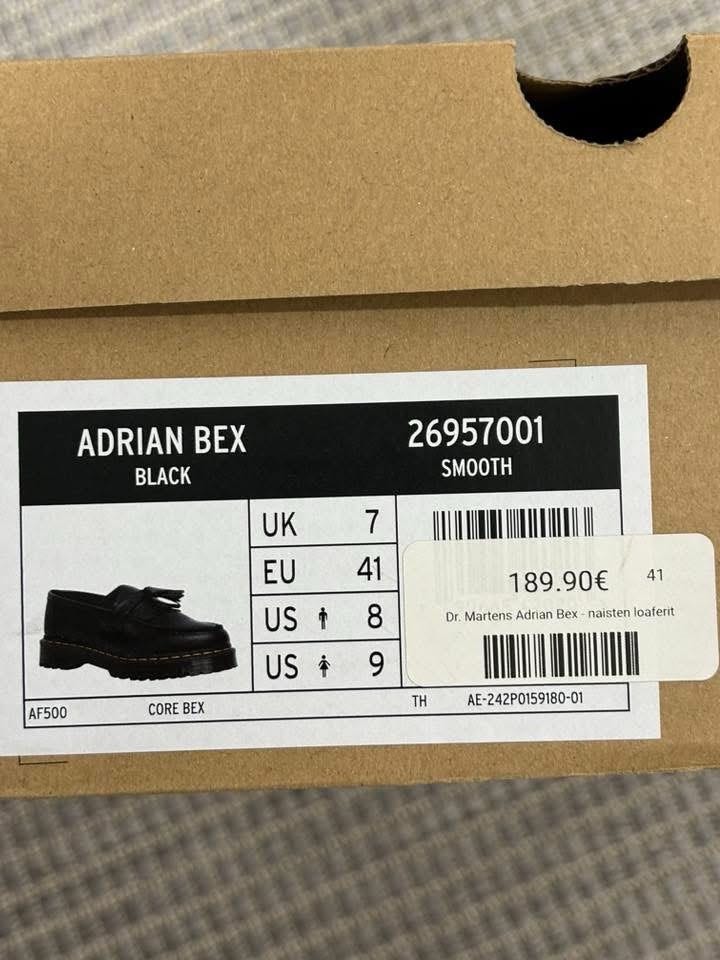 ADRIAN BEX
BLACK
26957001
SMOOTH
UK 7
EU 41
US 8
US 9
189.90€ 41
Dr. Martens Adrian Bex - naisten loaferit
AF500 CORE BEX TH AE-242P0159180-01